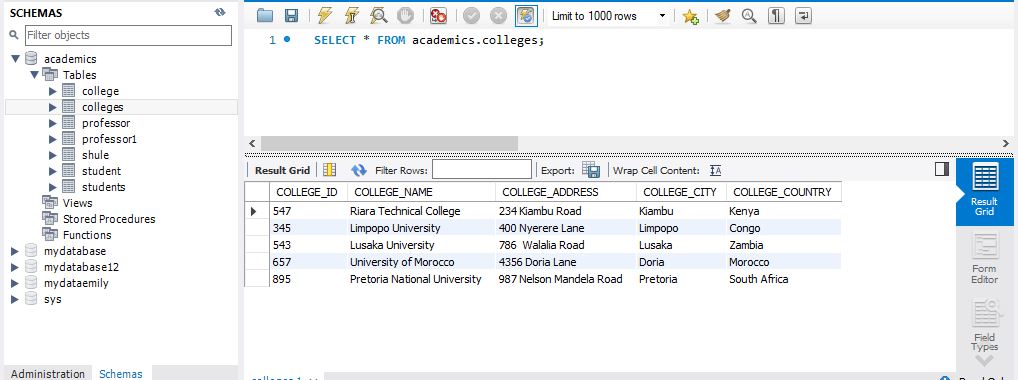 SCHEMAS
Filter objects
academics
Tables
college
colleges
professor
professor1
shule
student
students
Views
Stored Procedures
Functions
mydatabase
mydatabase12
mydataemily
sys
Administration Schemas
Limit to 1000 rows
1 SELECT * FROM academics.colleges;
Result Grid Filter Rows: Export: Wrap Cell Content:
COLLEGE_ID COLLEGE_NAME COLLEGE_ADDRESS COLLEGE_CITY COLLEGE_COUNTRY
547 Riara Technical College 234 Kiambu Road Kiambu Kenya
345 Limpopo University 400 Nyerere Lane Limpopo Congo
543 Lusaka University 786 Walalia Road Lusaka Zambia
657 University of Morocco 4356 Doria Lane Doria Morocco
895 Pretoria National University 987 Nelson Mandela Road Pretoria South Africa
Result
Grid
Form
Editor
Field
Types